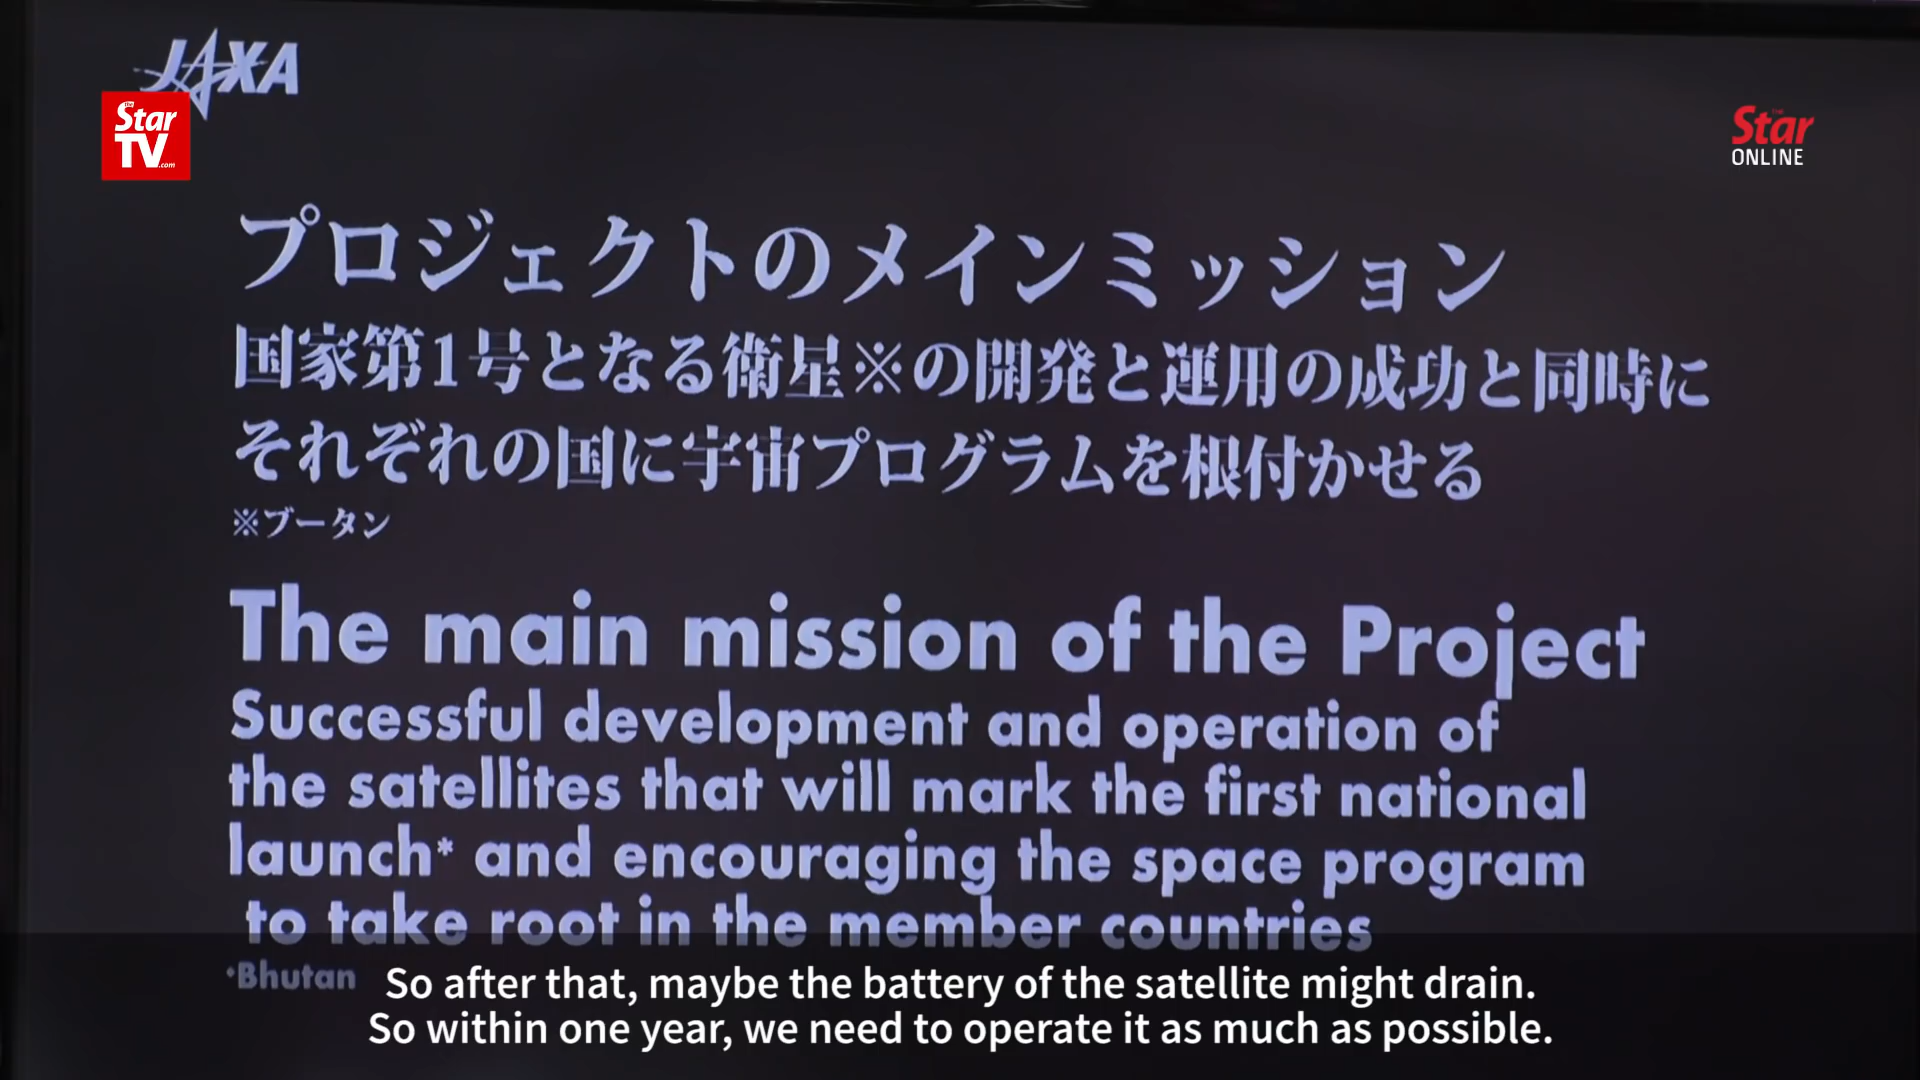 JAXA
The Star TV.com
THE Star ONLINE
プロジェクトのメインミッション
国家第1号となる衛星※の開発と運用の成功と同時に
それぞれの国に宇宙プログラムを根付かせる
※ブータン
The main mission of the Project
Successful development and operation of
the satellites that will mark the first national
launch* and encouraging the space program
to take root in the member countries
*Bhutan
So after that, maybe the battery of the satellite might drain.
So within one year, we need to operate it as much as possible.